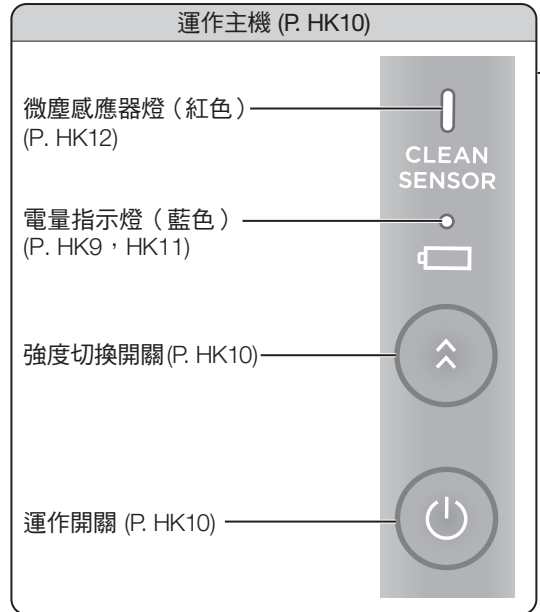 運作主機 (P. HK10)
微塵感應器燈（紅色）
(P. HK12)
CLEAN
SENSOR
電量指示燈（藍色）
(P. HK9，HK11)
強度切換開關(P. HK10)
運作開關 (P. HK10)